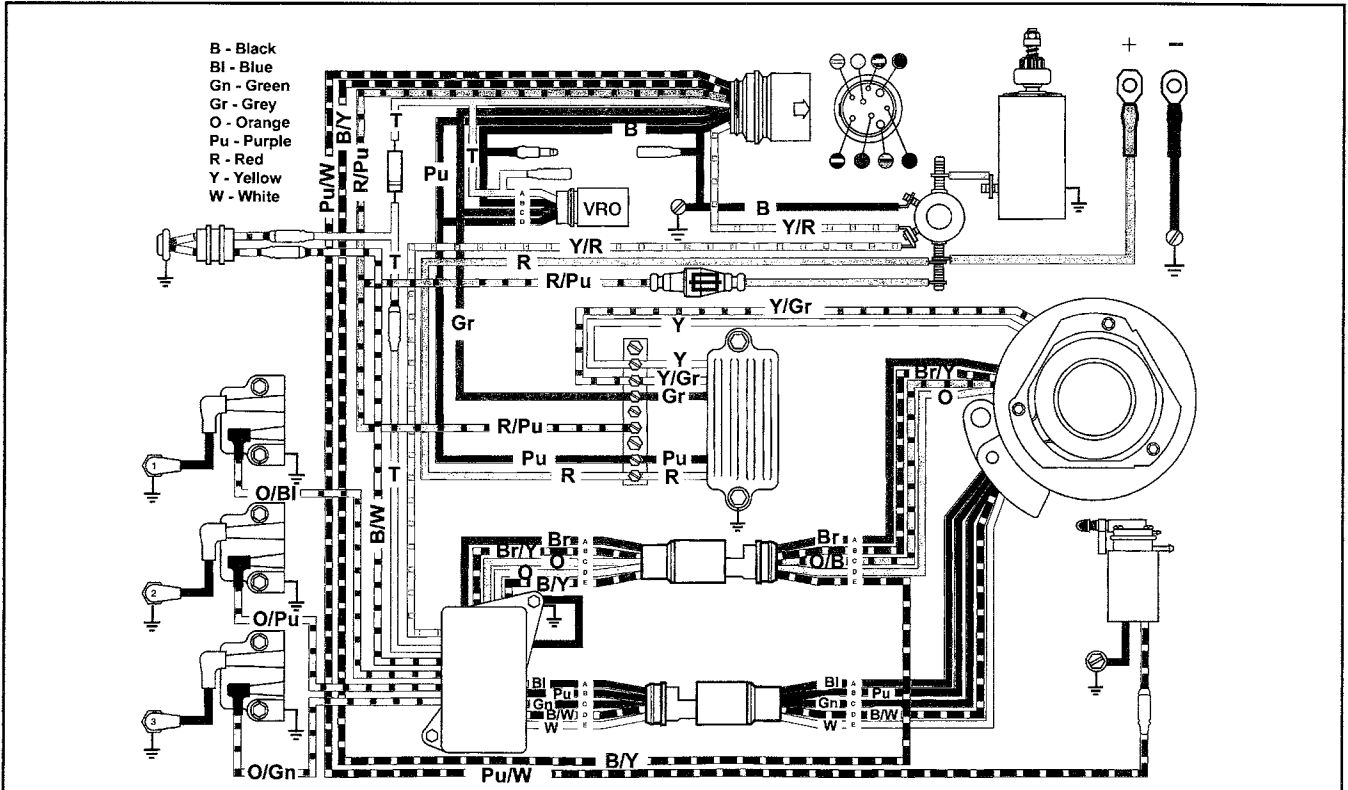 B - Black
Bl - Blue
Gn - Green
Gr - Grey
O - Orange
Pu - Purple
R - Red
Y - Yellow
W - White
+ −
Pu/W
B/Y
R/Pu
T
Pu
T
B
A
B
C
D
VRO
B
Y/R
Y/R
T
R
R/Pu
Gr
Y/Gr
Y
Y
Y/Gr
Gr
Br/Y
O
R/Pu
Pu
Pu
R
R
1
O/Bl
T
B/W
2
O/Pu
3
O/Gn
Br
Br/Y
O
O
B/Y
A
B
C
D
E
Br
O/B
A
B
C
D
E
Bl
Pu
Gn
B/W
W
A
B
C
D
E
Bl
Pu
Gn
B/W
W
A
B
C
D
E
B/Y
Pu/W